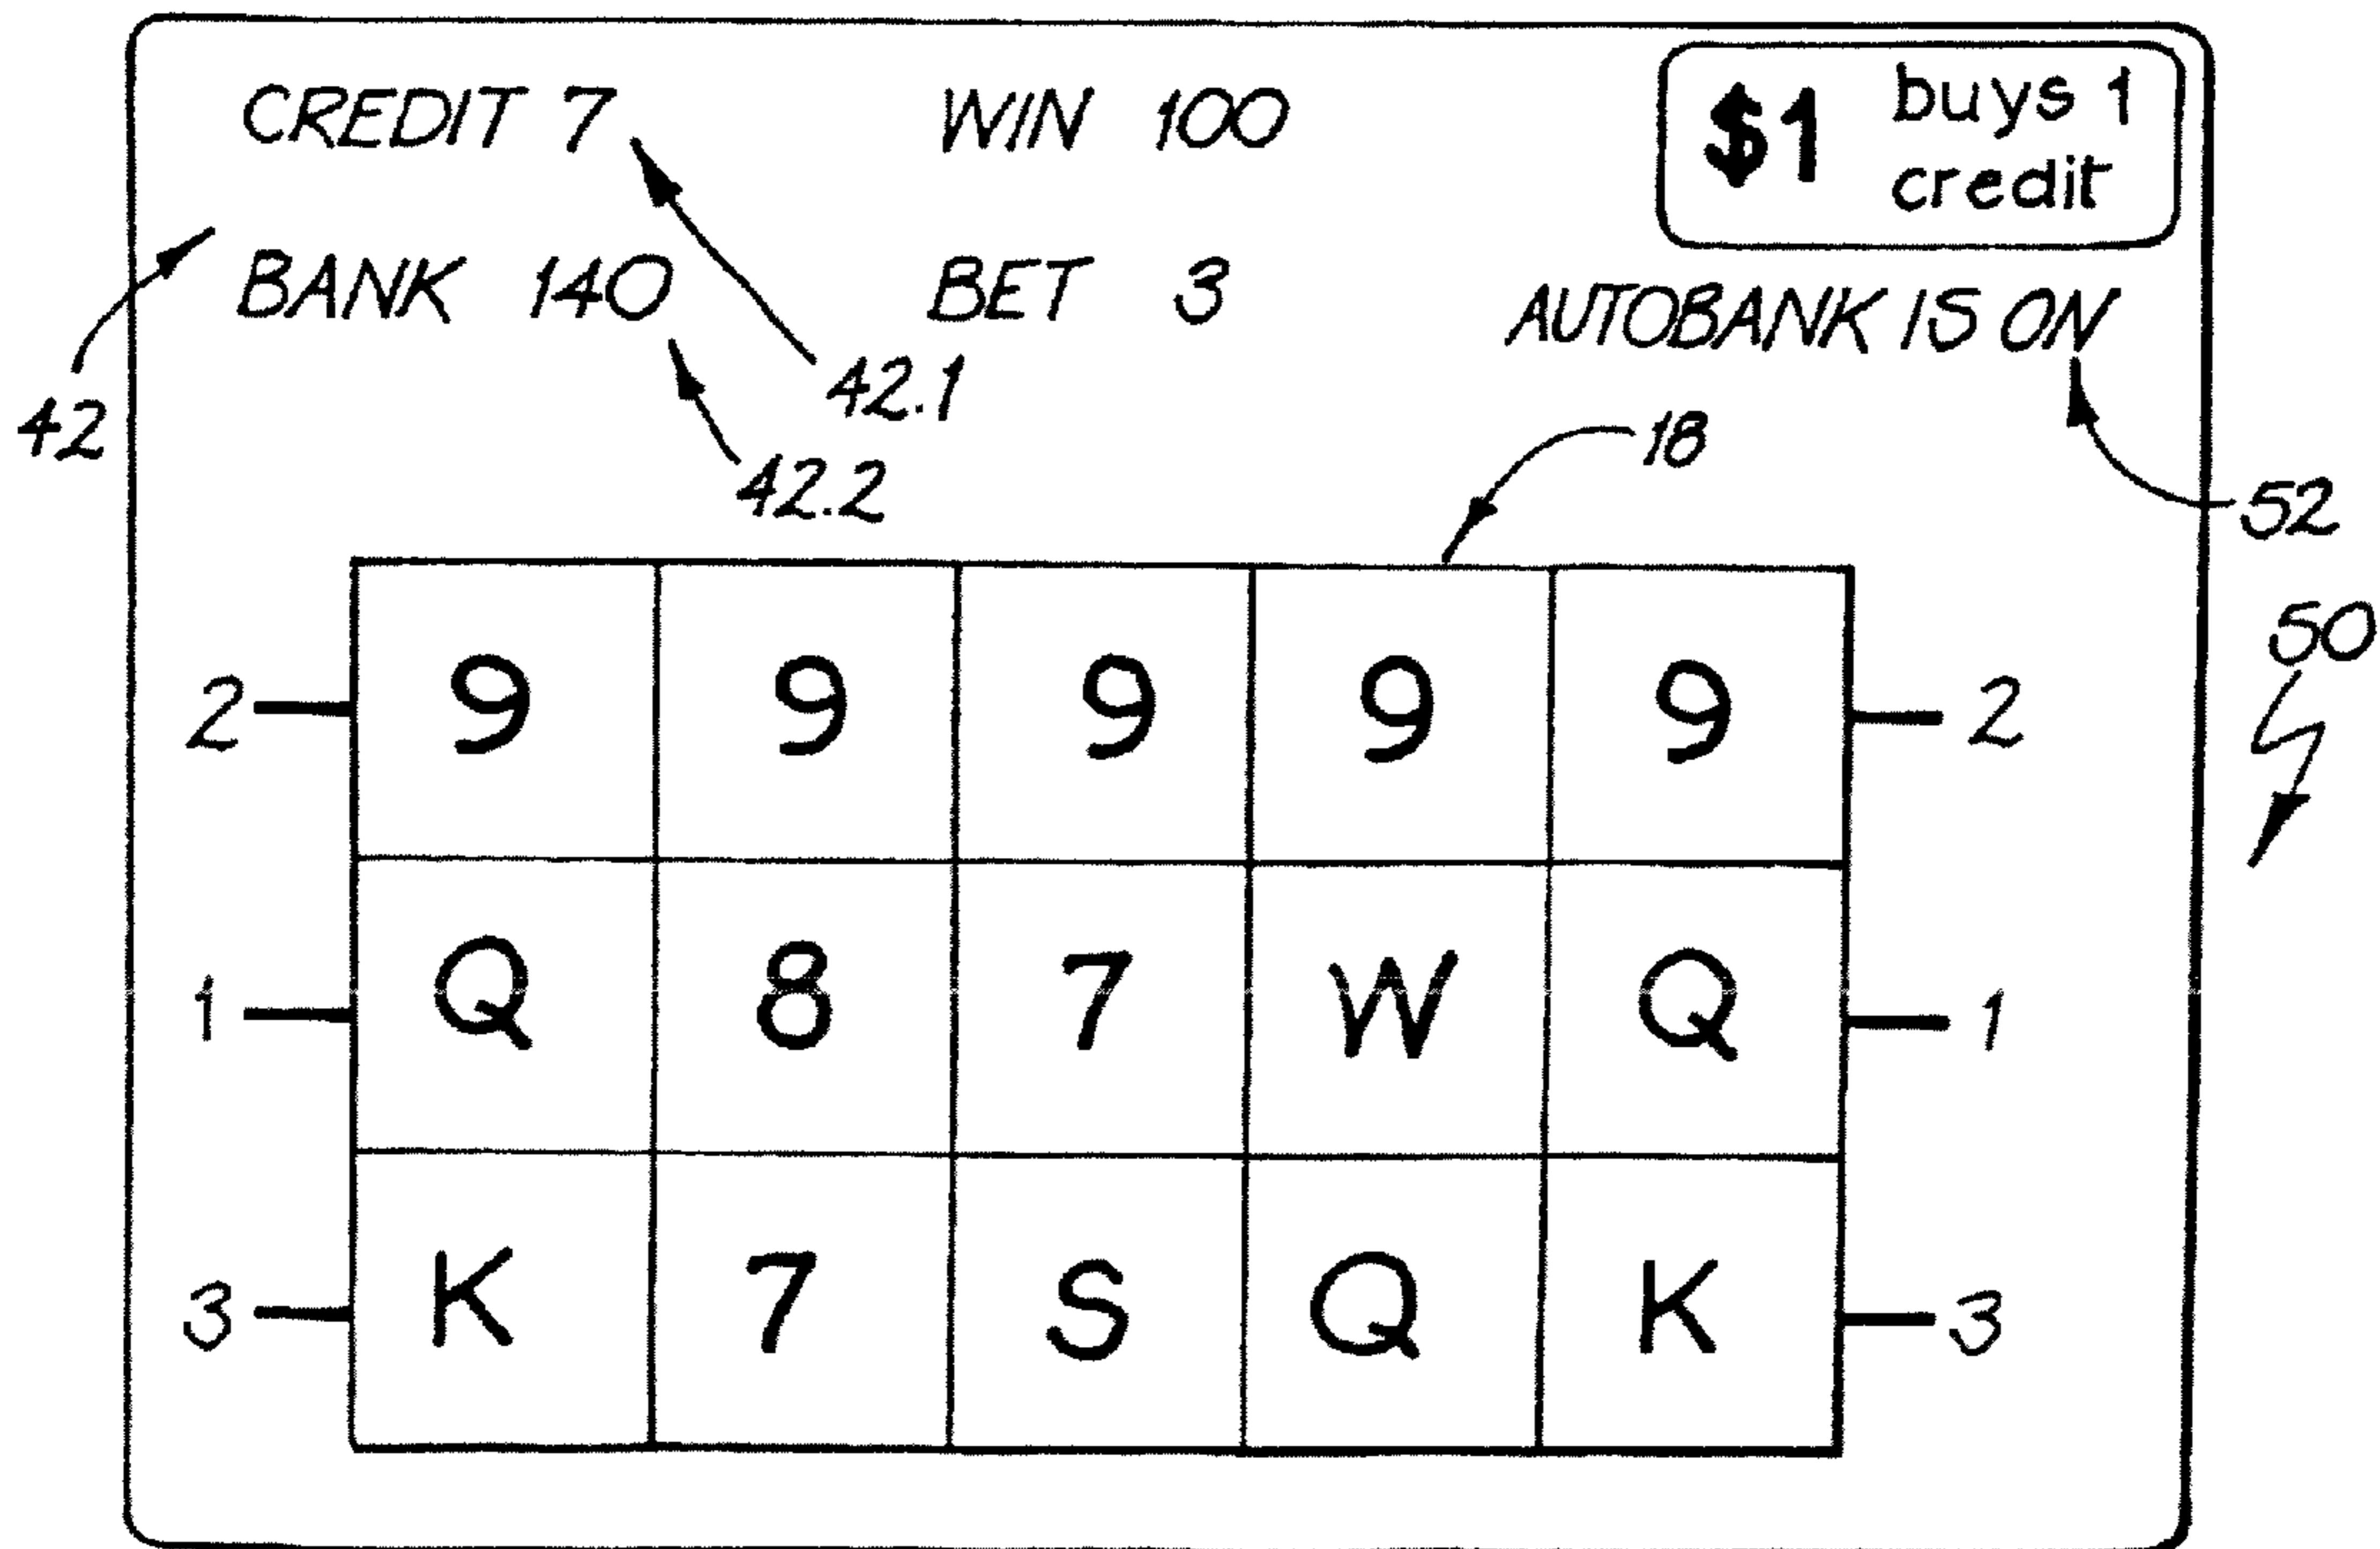 CREDIT 7 WIN 100 $1 buys 1 credit
BANK 140 BET 3 AUTOBANK IS ON
42 42.1
18
42.2 52
50
2 9 9 9 9 9 2
1 Q 8 7 W Q 1
3 K 7 S Q K 3